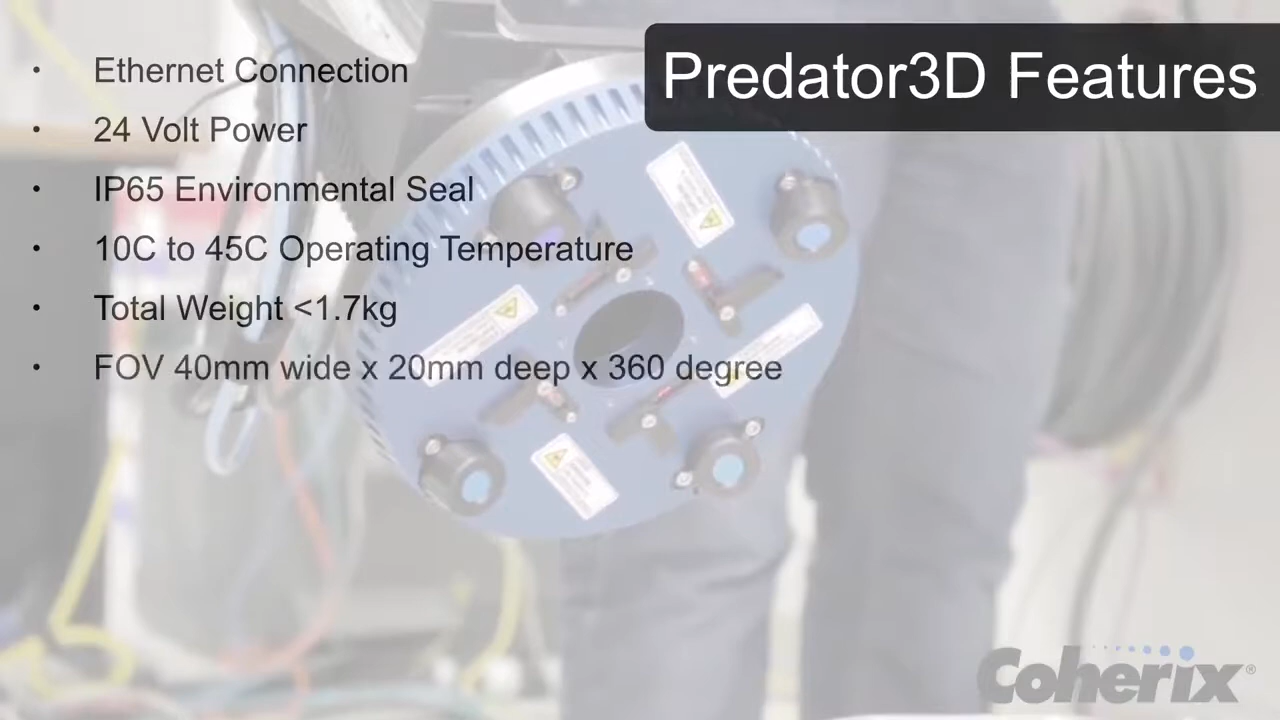 Predator3D Features
· Ethernet Connection
· 24 Volt Power
· IP65 Environmental Seal
· 10C to 45C Operating Temperature
· Total Weight <1.7kg
· FOV 40mm wide x 20mm deep x 360 degree
Coherix®